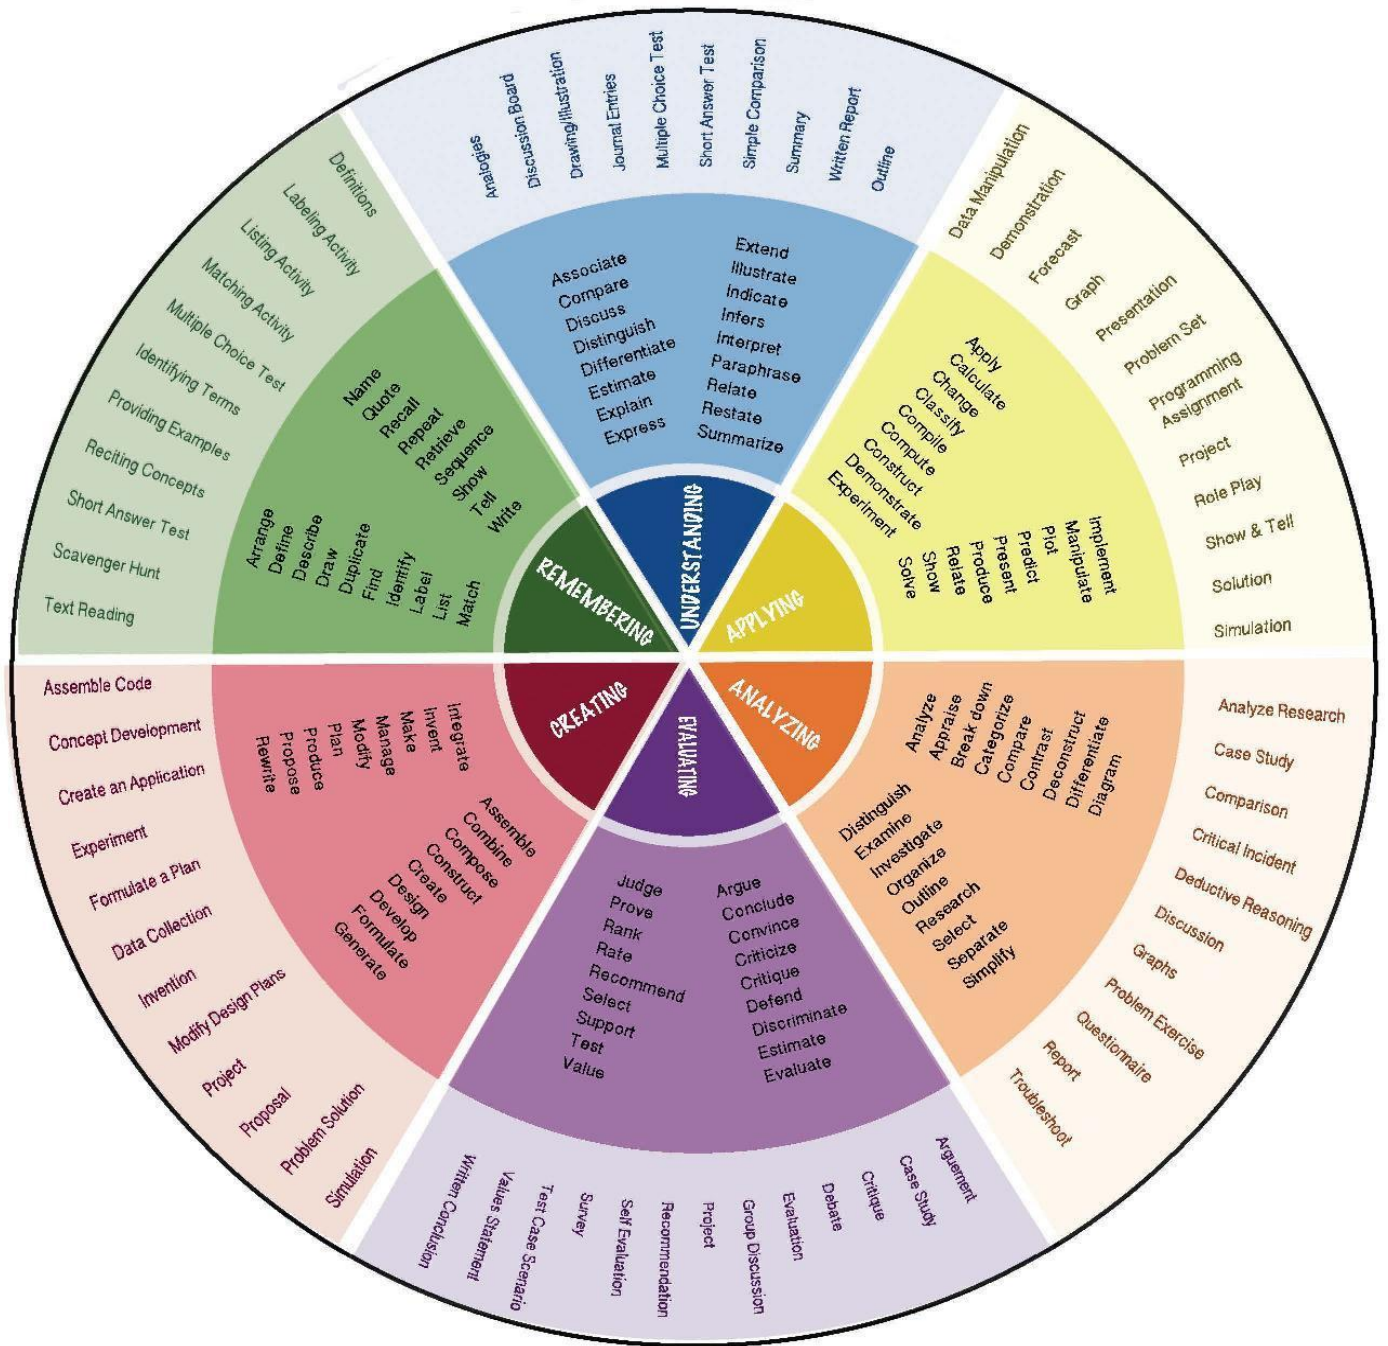 Analogies
Discussion Board
Drawing/Illustration
Journal Entries
Multiple Choice Test
Short Answer Test
Simple Comparison
Summary
Written Report
Outline
Associate
Compare
Discuss
Distinguish
Differentiate
Estimate
Explain
Express
Extend
Illustrate
Indicate
Infers
Interpret
Paraphrase
Relate
Restate
Summarize
UNDERSTANDING
Data Manipulation
Demonstration
Forecast
Graph
Presentation
Problem Set
Programming
Assignment
Project
Role Play
Show & Tell
Solution
Simulation
Apply
Calculate
Change
Classify
Compile
Compute
Construct
Demonstrate
Experiment
Implement
Manipulate
Plot
Predict
Present
Produce
Relate
Show
Solve
APPLYING
Analyze Research
Case Study
Comparison
Critical Incident
Deductive Reasoning
Discussion
Graphs
Problem Exercise
Questionnaire
Report
Troubleshoot
Analyze
Appraise
Break down
Categorize
Compare
Contrast
Deconstruct
Differentiate
Diagram
Distinguish
Examine
Investigate
Organize
Outline
Research
Select
Separate
Simplify
ANALYZING
Arguement
Case Study
Critique
Debate
Evaluation
Group Discussion
Project
Recommendation
Self Evaluation
Survey
Test Case Scenario
Values Statement
Written Conclusion
Argue
Conclude
Convince
Criticize
Critique
Defend
Discriminate
Estimate
Evaluate
Judge
Prove
Rank
Rate
Recommend
Select
Support
Test
Value
EVALUATING
Assemble Code
Concept Development
Create an Application
Experiment
Formulate a Plan
Data Collection
Invention
Modify Design Plans
Project
Proposal
Problem Solution
Simulation
Assemble
Combine
Compose
Construct
Create
Design
Develop
Formulate
Generate
Integrate
Invent
Make
Manage
Modify
Plan
Produce
Propose
Rewrite
CREATING
Definitions
Labeling Activity
Listing Activity
Matching Activity
Multiple Choice Test
Identifying Terms
Providing Examples
Reciting Concepts
Short Answer Test
Scavenger Hunt
Text Reading
Arrange
Define
Describe
Draw
Duplicate
Find
Identify
Label
List
Match
Name
Quote
Recall
Repeat
Retrieve
Sequence
Show
Tell
Write
REMEMBERING